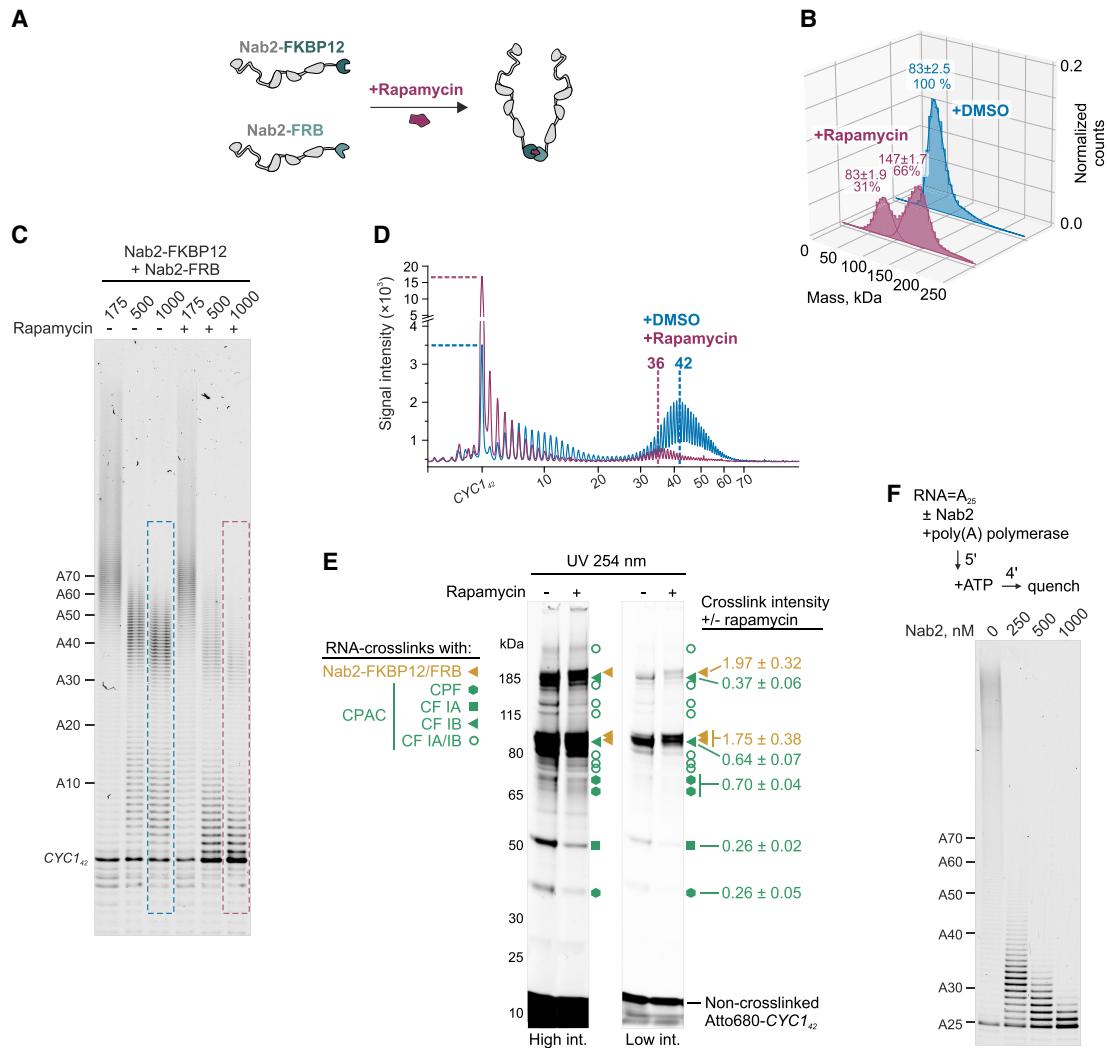 A
Nab2-FKBP12
+Rapamycin
Nab2-FRB
B
0.2
83±2.5
100 %
+DMSO
+Rapamycin
147±1.7
66%
83±1.9
31%
Normalized
counts
0.0
0
50
100
150
200
250
Mass, kDa
C
Nab2-FKBP12
+ Nab2-FRB
175 500 1000 175 500 1000
Rapamycin - - - + + +
A70
A60
A50
A40
A30
A20
A10
CYC1₄₂
D
Signal intensity (×10³)
20
15
10
5
4
3
2
1
+DMSO
+Rapamycin
36 42
CYC1₄₂ 10 20 30 40 50 60 70
E
UV 254 nm
Rapamycin - + - +
Crosslink intensity
+/- rapamycin
RNA-crosslinks with:
Nab2-FKBP12/FRB
CPAC
CPF
CF IA
CF IB
CF IA/IB
kDa
185
115
80
65
50
30
25
10
1.97 ± 0.32
0.37 ± 0.06
1.75 ± 0.38
0.64 ± 0.07
0.70 ± 0.04
0.26 ± 0.02
0.26 ± 0.05
Non-crosslinked
Atto680-CYC1₄₂
High int.
Low int.
F
RNA=A₂₅
± Nab2
+poly(A) polymerase
5'
+ATP 4' quench
Nab2, nM 0 250 500 1000
A70
A60
A50
A40
A30
A25